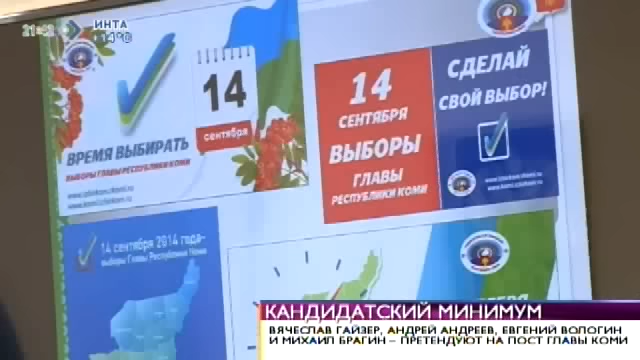 21:42
ИНТА
+14°C
ВРЕМЯ ВЫБИРАТЬ
ВЫБОРЫ ГЛАВЫ РЕСПУБЛИКИ КОМИ
14
сентября
14
СЕНТЯБРЯ
ВЫБОРЫ
ГЛАВЫ
РЕСПУБЛИКИ КОМИ
СДЕЛАЙ
СВОЙ ВЫБОР!
14 сентября 2014 года-
выборы Главы Республики Коми
КАНДИДАТСКИЙ МИНИМУМ
ВЯЧЕСЛАВ ГАЙЗЕР, АНДРЕЙ АНДРЕЕВ, ЕВГЕНИЙ ВОЛОГИН
И МИХАИЛ БРАГИН – ПРЕТЕНДУЮТ НА ПОСТ ГЛАВЫ КОМИ